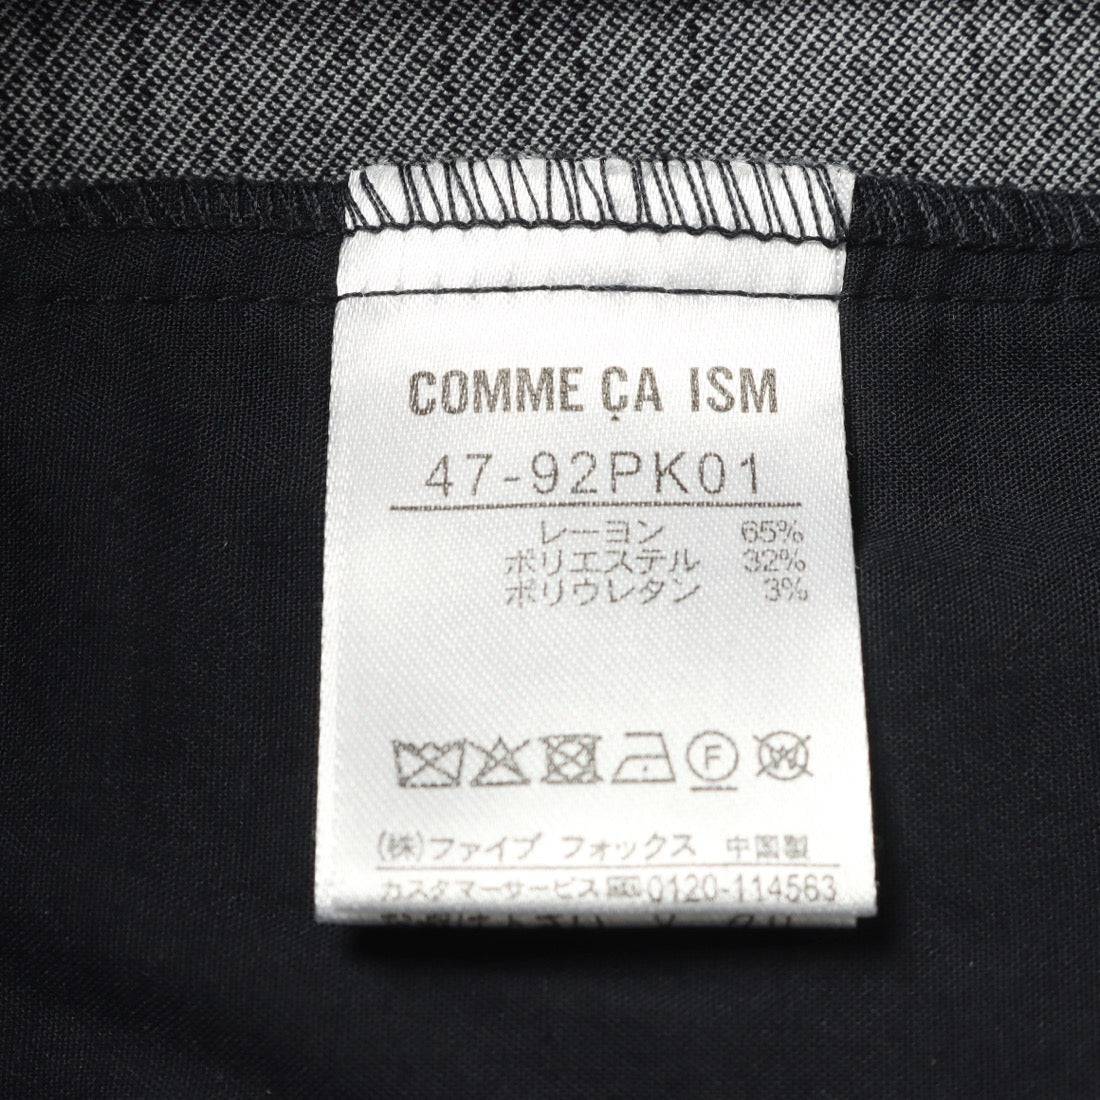 COMME ÇA ISM
47-92PK01
レーヨン 65%
ポリエステル 32%
ポリウレタン 3%
F W
(株)ファイブ フォックス 中国製
カスタマーサービス 0120-114563